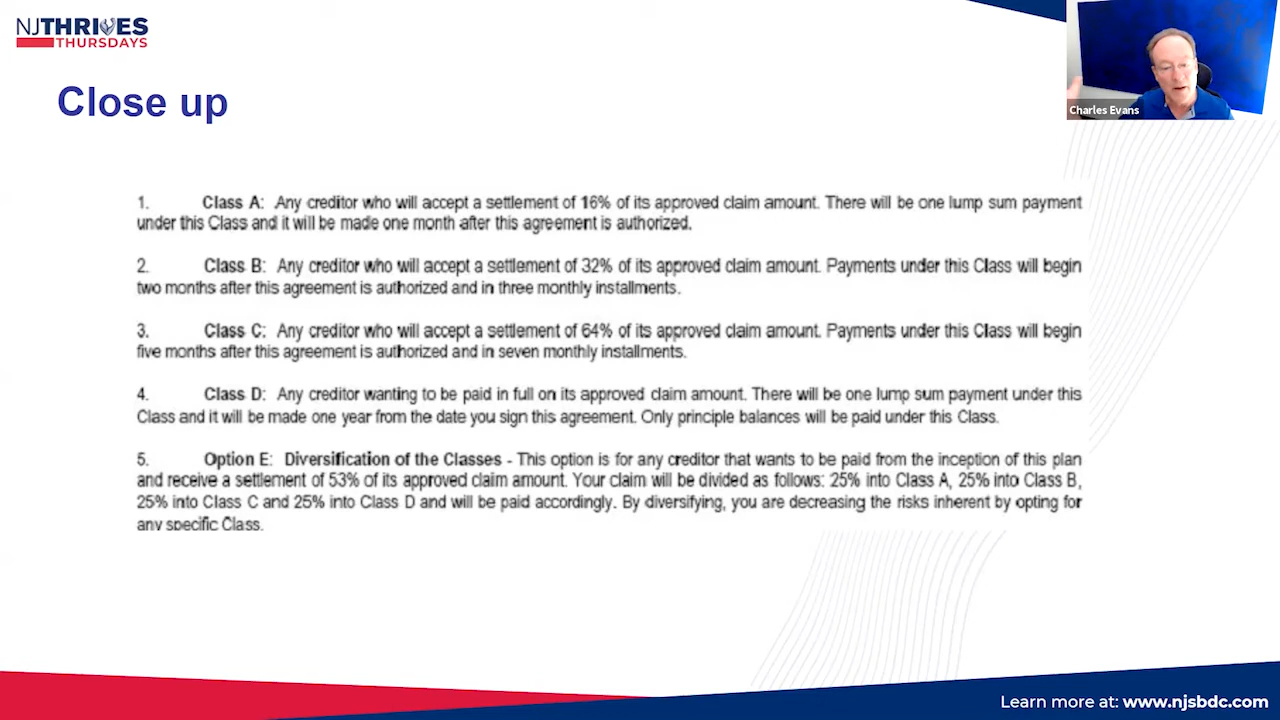 NJTHRIVES
THURSDAYS
Charles Evans
Close up
1. Class A: Any creditor who will accept a settlement of 16% of its approved claim amount. There will be one lump sum payment
under this Class and it will be made one month after this agreement is authorized.
2. Class B: Any creditor who will accept a settlement of 32% of its approved claim amount. Payments under this Class will begin
two months after this agreement is authorized and in three monthly installments.
3. Class C: Any creditor who will accept a settlement of 64% of its approved claim amount. Payments under this Class will begin
five months after this agreement is authorized and in seven monthly installments.
4. Class D: Any creditor wanting to be paid in full on its approved claim amount. There will be one lump sum payment under this
Class and it will be made one year from the date you sign this agreement. Only principle balances will be paid under this Class.
5. Option E: Diversification of the Classes - This option is for any creditor that wants to be paid from the inception of this plan
and receive a settlement of 53% of its approved claim amount. Your claim will be divided as follows: 25% into Class A, 25% into Class B,
25% into Class C and 25% into Class D and will be paid accordingly. By diversifying, you are decreasing the risks inherent by opting for
any specific Class.
Learn more at: www.njsbdc.com